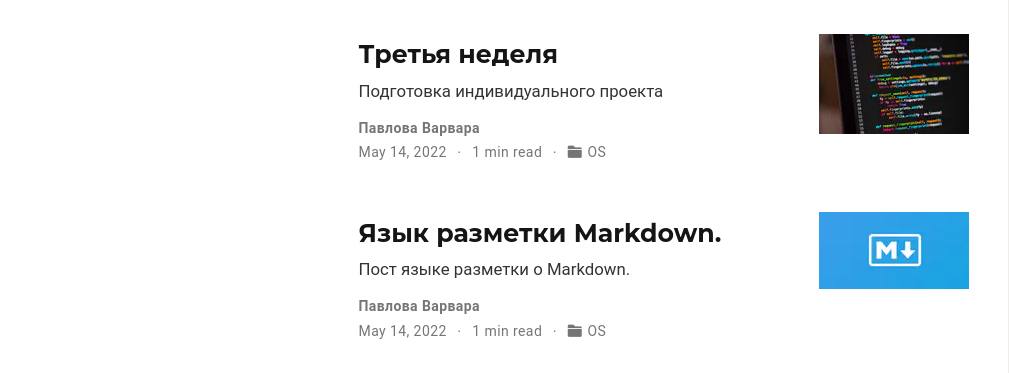 Третья неделя
Подготовка индивидуального проекта
Павлова Варвара
May 14, 2022 · 1 min read · OS
Язык разметки Markdown.
Пост языке разметки о Markdown.
Павлова Варвара
May 14, 2022 · 1 min read · OS
M